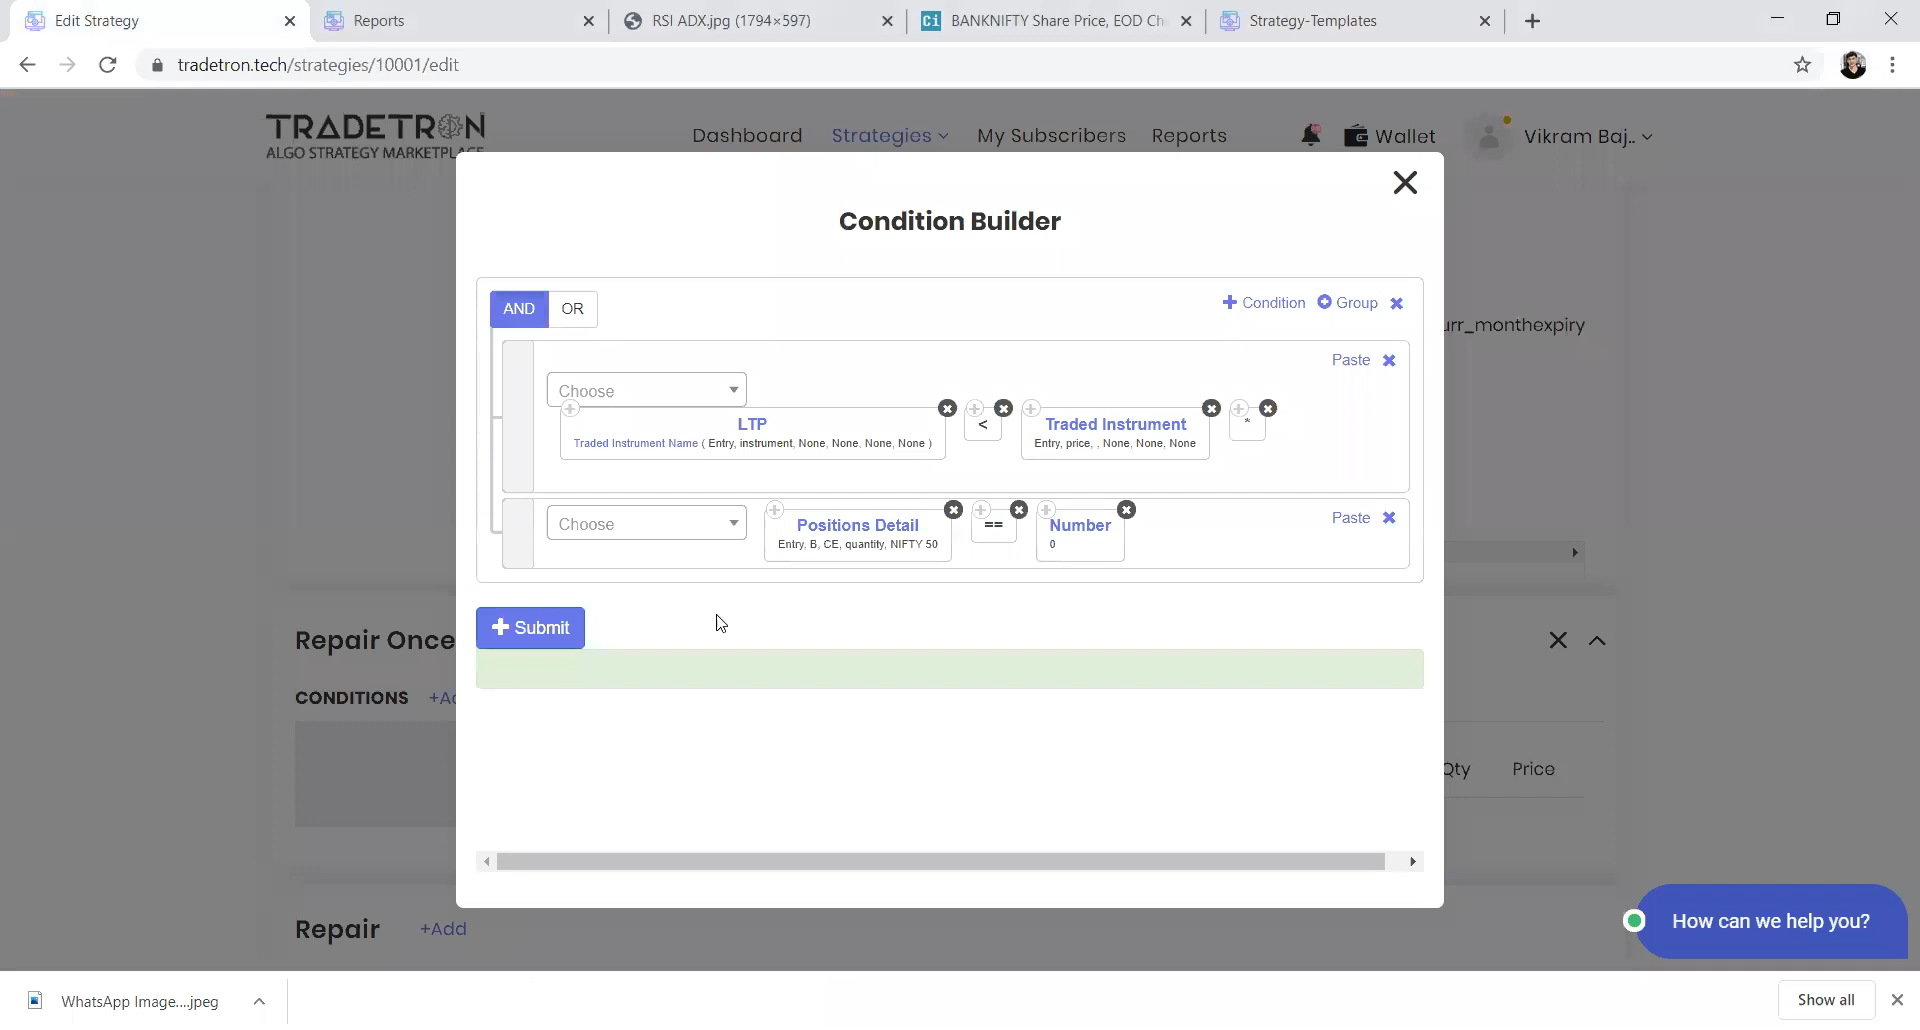 Edit Strategy
Reports
RSI ADX.jpg (1794×597)
Ci BANKNIFTY Share Price, EOD Ch
Strategy-Templates
tradetron.tech/strategies/10001/edit
TRADETRON
ALGO STRATEGY MARKETPLACE
Dashboard
Strategies
My Subscribers
Reports
Wallet
Vikram Baj..
Condition Builder
AND
OR
Condition
Group
urr_monthexpiry
Paste
Choose
LTP
Traded Instrument Name ( Entry, instrument, None, None, None, None )
<
Traded Instrument
Entry, price, , None, None, None
*
Choose
Positions Detail
Entry, B, CE, quantity, NIFTY 50
==
Number
0
Paste
+ Submit
Repair Once
CONDITIONS
+Ad
Qty
Price
Repair
+Add
How can we help you?
WhatsApp Image....jpeg
Show all